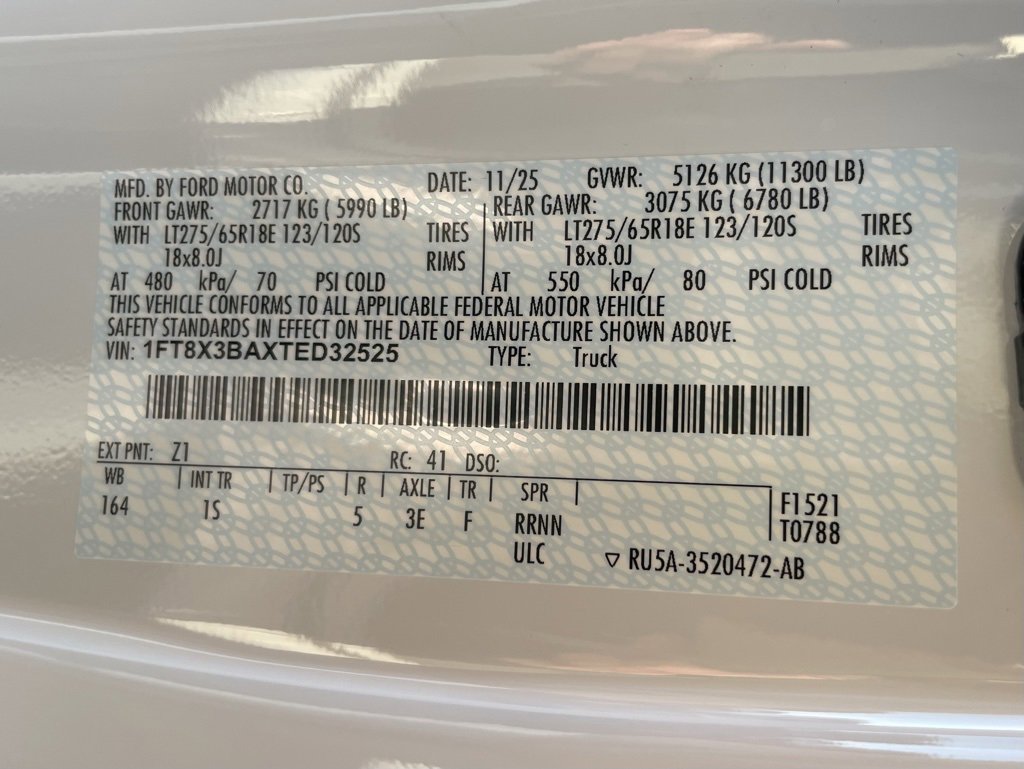 MFD. BY FORD MOTOR CO. DATE: 11/25 GVWR: 5126 KG (11300 LB)
FRONT GAWR: 2717 KG ( 5990 LB) REAR GAWR: 3075 KG ( 6780 LB)
WITH LT275/65R18E 123/120S TIRES WITH LT275/65R18E 123/120S TIRES
18x8.0J RIMS 18x8.0J RIMS
AT 480 kPa/ 70 PSI COLD AT 550 kPa/ 80 PSI COLD
THIS VEHICLE CONFORMS TO ALL APPLICABLE FEDERAL MOTOR VEHICLE
SAFETY STANDARDS IN EFFECT ON THE DATE OF MANUFACTURE SHOWN ABOVE.
VIN: 1FT8X3BAXTED32525 TYPE: Truck
EXT PNT: Z1 RC: 41 DSO:
WB INT TR TP/PS R AXLE TR SPR F1521
164 1S 5 3E F RRNN T0788
ULC RU5A-3520472-AB